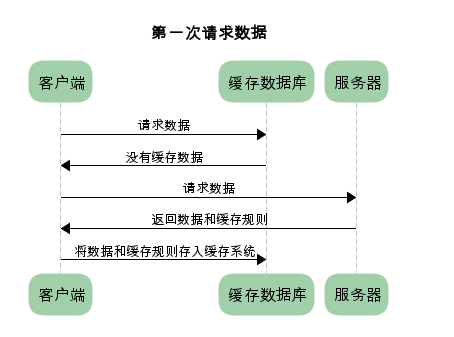 第一次请求数据
客户端 缓存数据库 服务器
请求数据
没有缓存数据
请求数据
返回数据和缓存规则
将数据和缓存规则存入缓存系统
客户端 缓存数据库 服务器